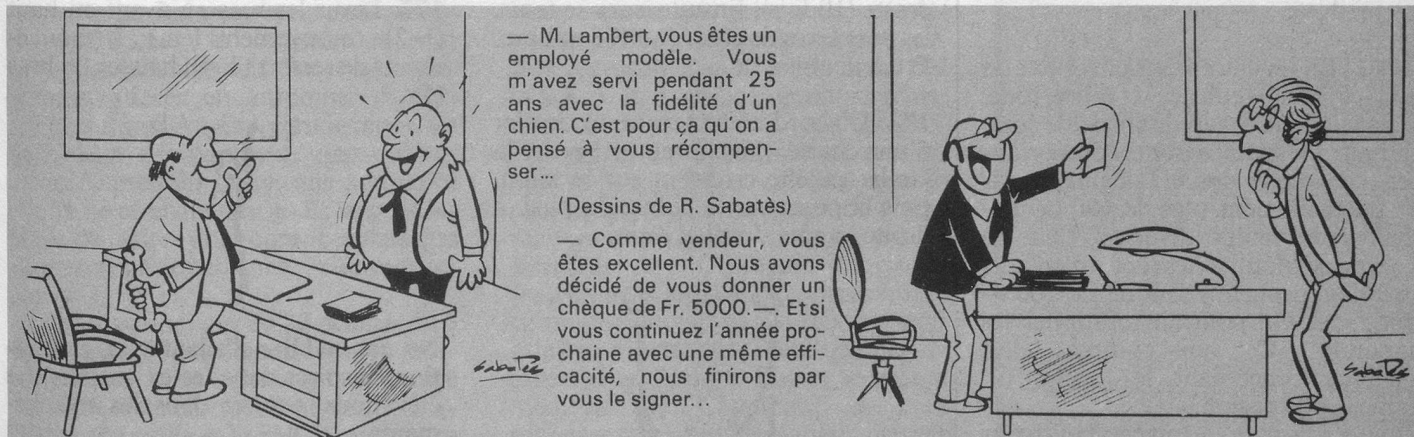 — M. Lambert, vous êtes un
employé modèle. Vous
m'avez servi pendant 25
ans avec la fidélité d'un
chien. C'est pour ça qu'on a
pensé à vous récompen-
ser...
(Dessins de R. Sabatès)
— Comme vendeur, vous
êtes excellent. Nous avons
décidé de vous donner un
chèque de Fr. 5000.—. Et si
vous continuez l'année pro-
chaine avec une même effi-
cacité, nous finirons par
vous le signer...
Sabatès
Sabatès